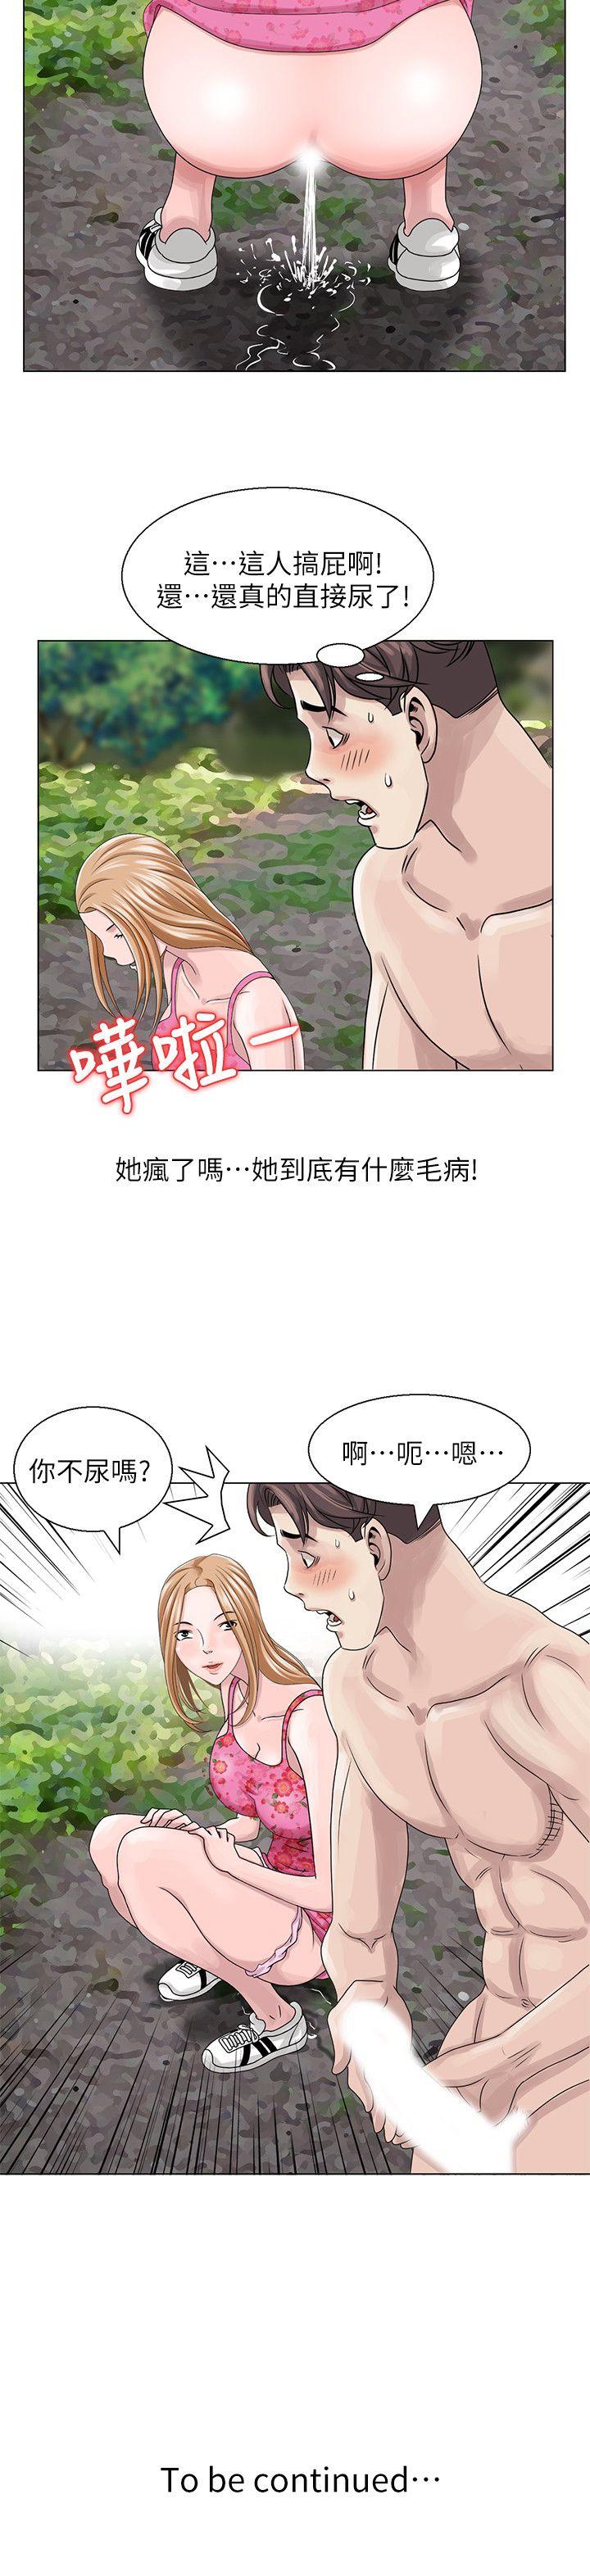 這⋯這人搞屁啊!
還⋯還真的直接尿了!
嘩啦一
她瘋了嗎⋯她到底有什麼毛病!
你不尿嗎?
啊⋯呃⋯嗯⋯
To be continued⋯